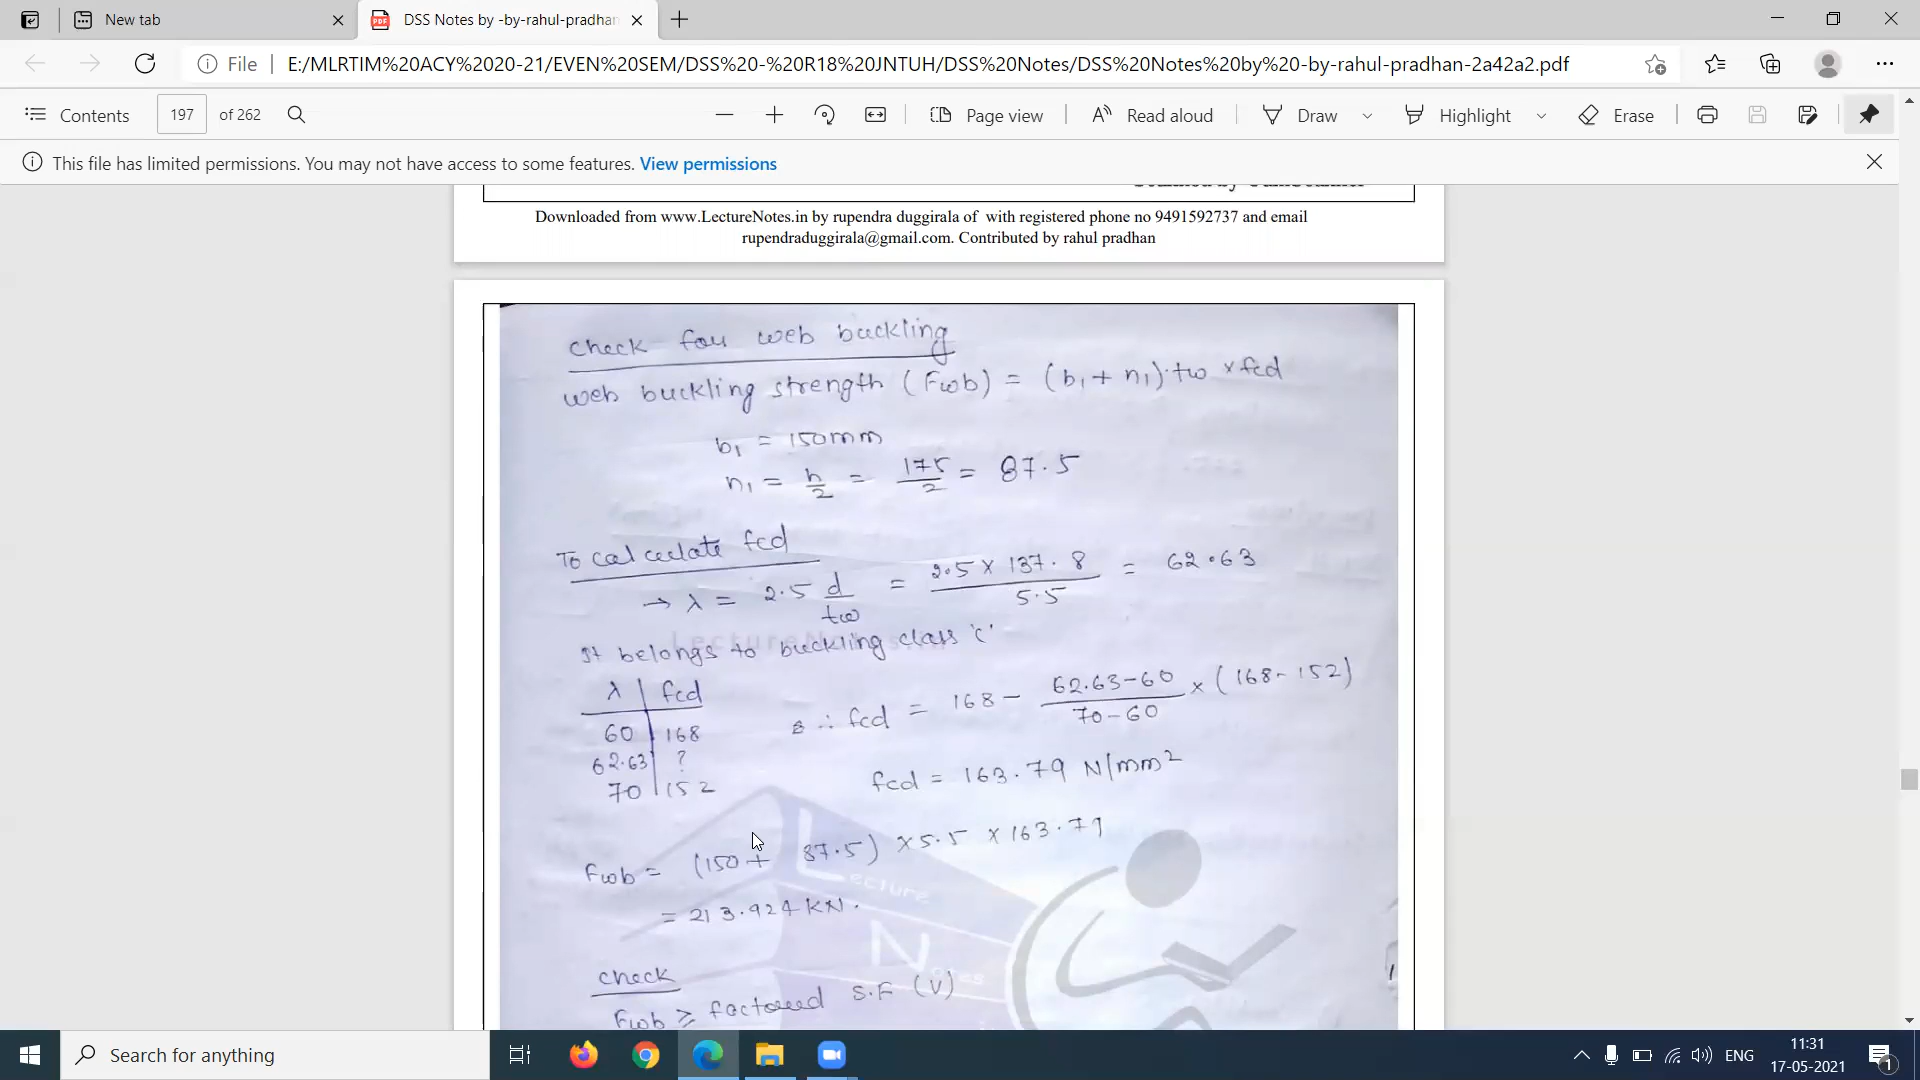 New tab
DSS Notes by -by-rahul-pradhan
File
E:/MLRTIM%20ACY%2020-21/EVEN%20SEM/DSS%20-%20R18%20JNTUH/DSS%20Notes/DSS%20Notes%20by%20-by-rahul-pradhan-2a42a2.pdf
Contents 197 of 262 Page view Read aloud Draw Highlight Erase
This file has limited permissions. You may not have access to some features. View permissions
Downloaded from www.LectureNotes.in by rupendra duggirala of with registered phone no 9491592737 and email
rupendraduggirala@gmail.com. Contributed by rahul pradhan
Check for web buckling
web buckling strength (Fwb) = (b1 + n1)·tw × fcd
b1 = 150mm
n1 = h/2 = 175/2 = 87.5
To calculate fcd
→ λ = 2.5 d/tw = 2.5 × 137.8 / 5.5 = 62.63
It belongs to buckling class 'c'
λ | fcd
60 | 168
62.63 | ?
70 | 152
∴ fcd = 168 - (62.63-60)/(70-60) × (168-152)
fcd = 163.79 N/mm²
Fwb = (150 + 87.5) × 5.5 × 163.79
= 213.924 KN.
Lecture
Notes
check
Fwb ≥ factored S.F (V)
Search for anything
ENG
11:31
17-05-2021
1